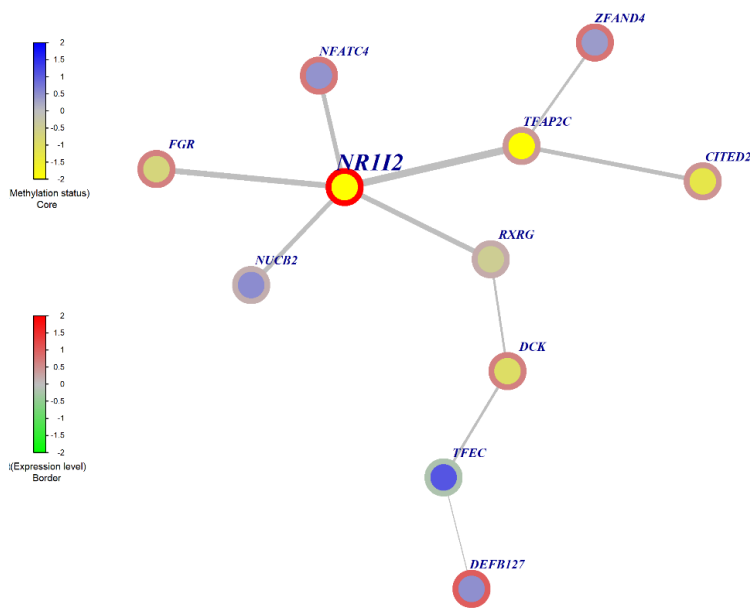 ZFAND4
NFATC4
TFAP2C
FGR
NR1I2
CITED2
RXRG
NUCB2
DCK
TFEC
DEFB127
2
1.5
1
0.5
0
-0.5
-1
-1.5
-2
Methylation status)
Core
2
1.5
1
0.5
0
-0.5
-1
-1.5
-2
(Expression level)
Border